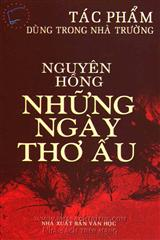 TÁC PHẨM
DÙNG TRONG NHÀ TRƯỜNG
NGUYÊN HỒNG
NHỮNG
NGÀY
THƠ ẤU
NHÀ XUẤT BẢN VĂN HỌC